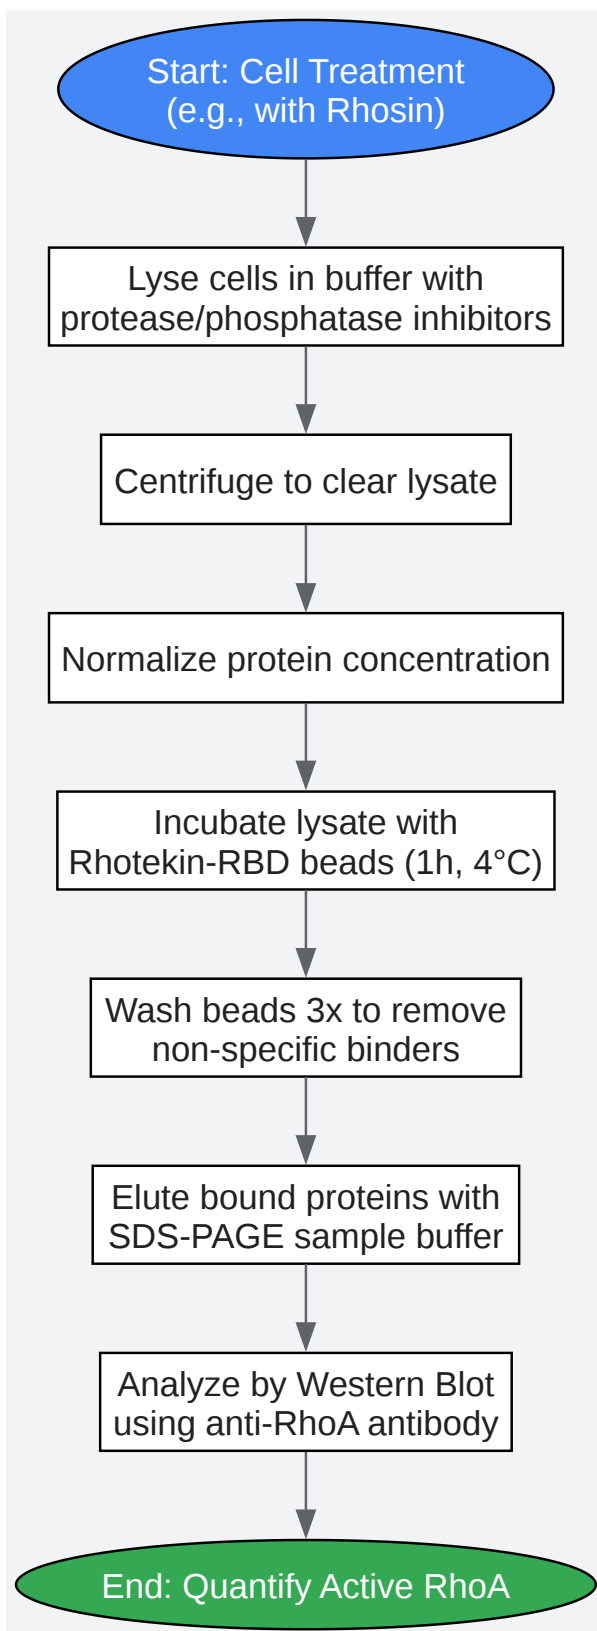 Start: Cell Treatment
(e.g., with Rhosin)
Lyse cells in buffer with
protease/phosphatase inhibitors
Centrifuge to clear lysate
Normalize protein concentration
Incubate lysate with
Rhotekin-RBD beads (1h, 4°C)
Wash beads 3x to remove
non-specific binders
Elute bound proteins with
SDS-PAGE sample buffer
Analyze by Western Blot
using anti-RhoA antibody
End: Quantify Active RhoA